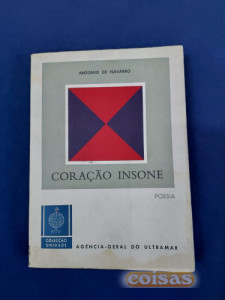 ANTÓNIO DE NAVARRO
CORAÇÃO INSONE
POESIA
COLECÇÃO
UNIDADE
AGÊNCIA-GERAL DO ULTRAMAR
coisas